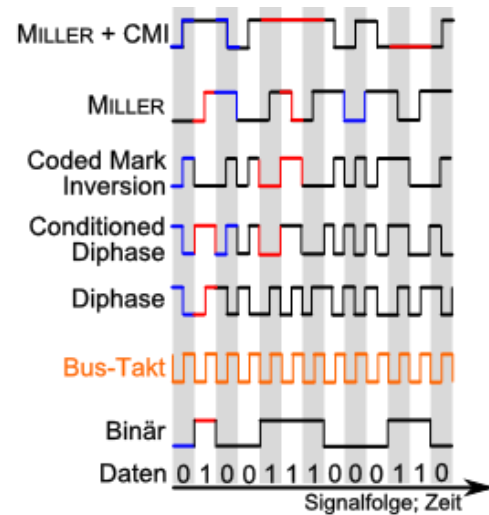 MILLER + CMI
MILLER
Coded Mark
Inversion
Conditioned
Diphase
Diphase
Bus-Takt
Binär
Daten 0 1 0 0 1 1 1 0 0 0 1 1 0
Signalfolge; Zeit